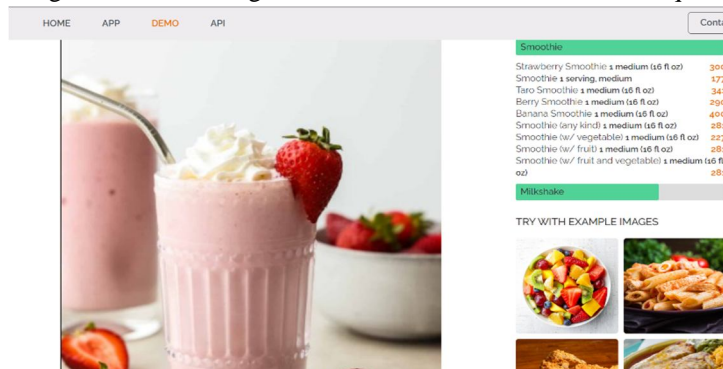 HOME APP DEMO API
Smoothie
Strawberry Smoothie 1 medium (16 fl oz)
Smoothie 1 serving, medium
Taro Smoothie 1 medium (16 fl oz)
Berry Smoothie 1 medium (16 fl oz)
Banana Smoothie 1 medium (16 fl oz)
Smoothie (any kind) 1 medium (16 fl oz)
Smoothie (w/ vegetable) 1 medium (16 fl oz)
Smoothie (w/ fruit) 1 medium (16 fl oz)
Smoothie (w/ fruit and vegetable) 1 medium (16 fl
oz)
Milkshake
TRY WITH EXAMPLE IMAGES